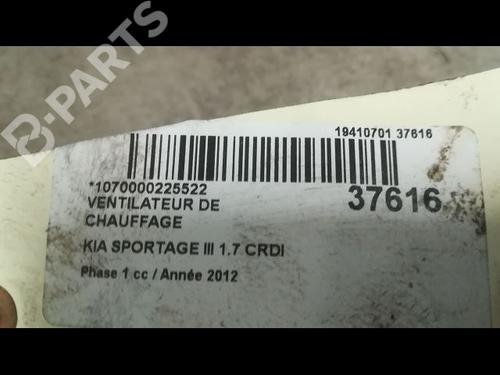 B-PARTS
19410701 37616
*1070000225522
VENTILATEUR DE
CHAUFFAGE
37616
KIA SPORTAGE III 1.7 CRDI
Phase 1 cc / Année 2012